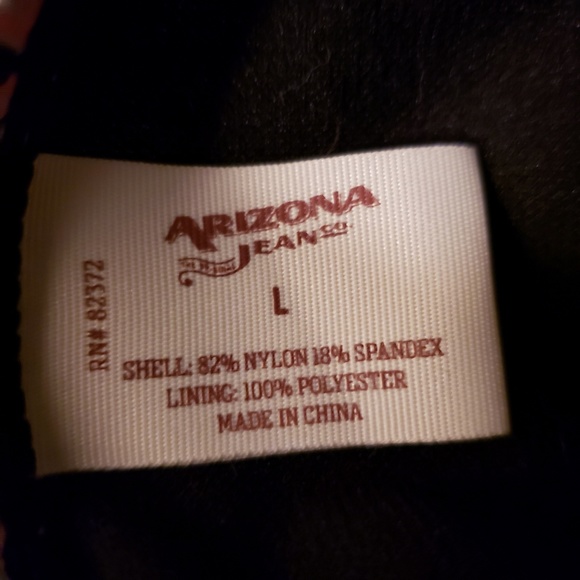 ARIZONA
JEAN CO.
L
RN# 82372
SHELL: 82% NYLON 18% SPANDEX
LINING: 100% POLYESTER
MADE IN CHINA